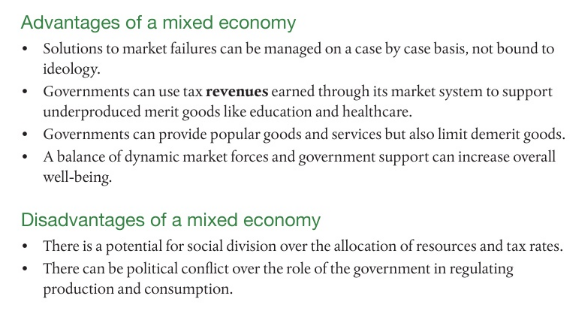 Advantages of a mixed economy
• Solutions to market failures can be managed on a case by case basis, not bound to
ideology.
• Governments can use tax revenues earned through its market system to support
underproduced merit goods like education and healthcare.
• Governments can provide popular goods and services but also limit demerit goods.
• A balance of dynamic market forces and government support can increase overall
well-being.
Disadvantages of a mixed economy
• There is a potential for social division over the allocation of resources and tax rates.
• There can be political conflict over the role of the government in regulating
production and consumption.